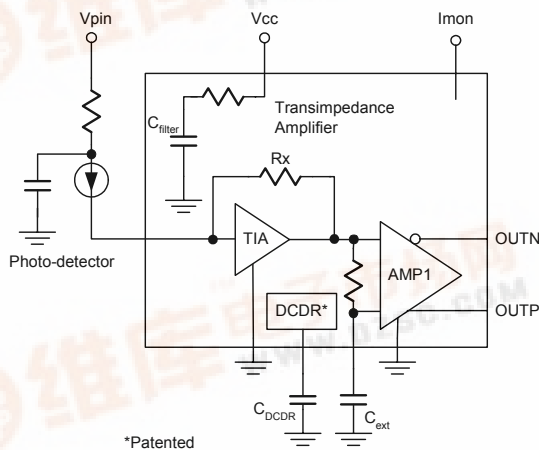 Vpin
Vcc
Imon
Transimpedance
Amplifier
Cfilter
Rx
TIA
AMP1
OUTN
OUTP
Photo-detector
DCDR*
CDCDR
Cext
*Patented